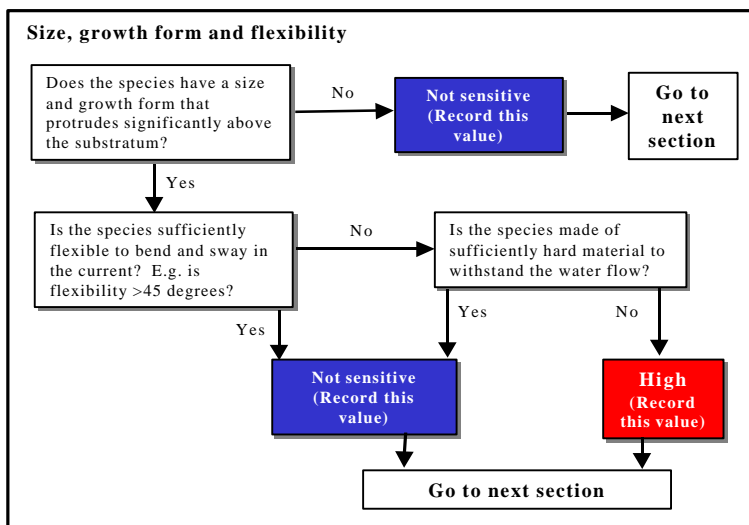 Size, growth form and flexibility
Does the species have a size
and growth form that
protrudes significantly above
the substratum?
No
Not sensitive
(Record this
value)
Go to
next
section
Yes
Is the species sufficiently
flexible to bend and sway in
the current? E.g. is
flexibility >45 degrees?
No
Is the species made of
sufficiently hard material to
withstand the water flow?
Yes
Yes
No
Not sensitive
(Record this
value)
High
(Record
this value)
Go to next section